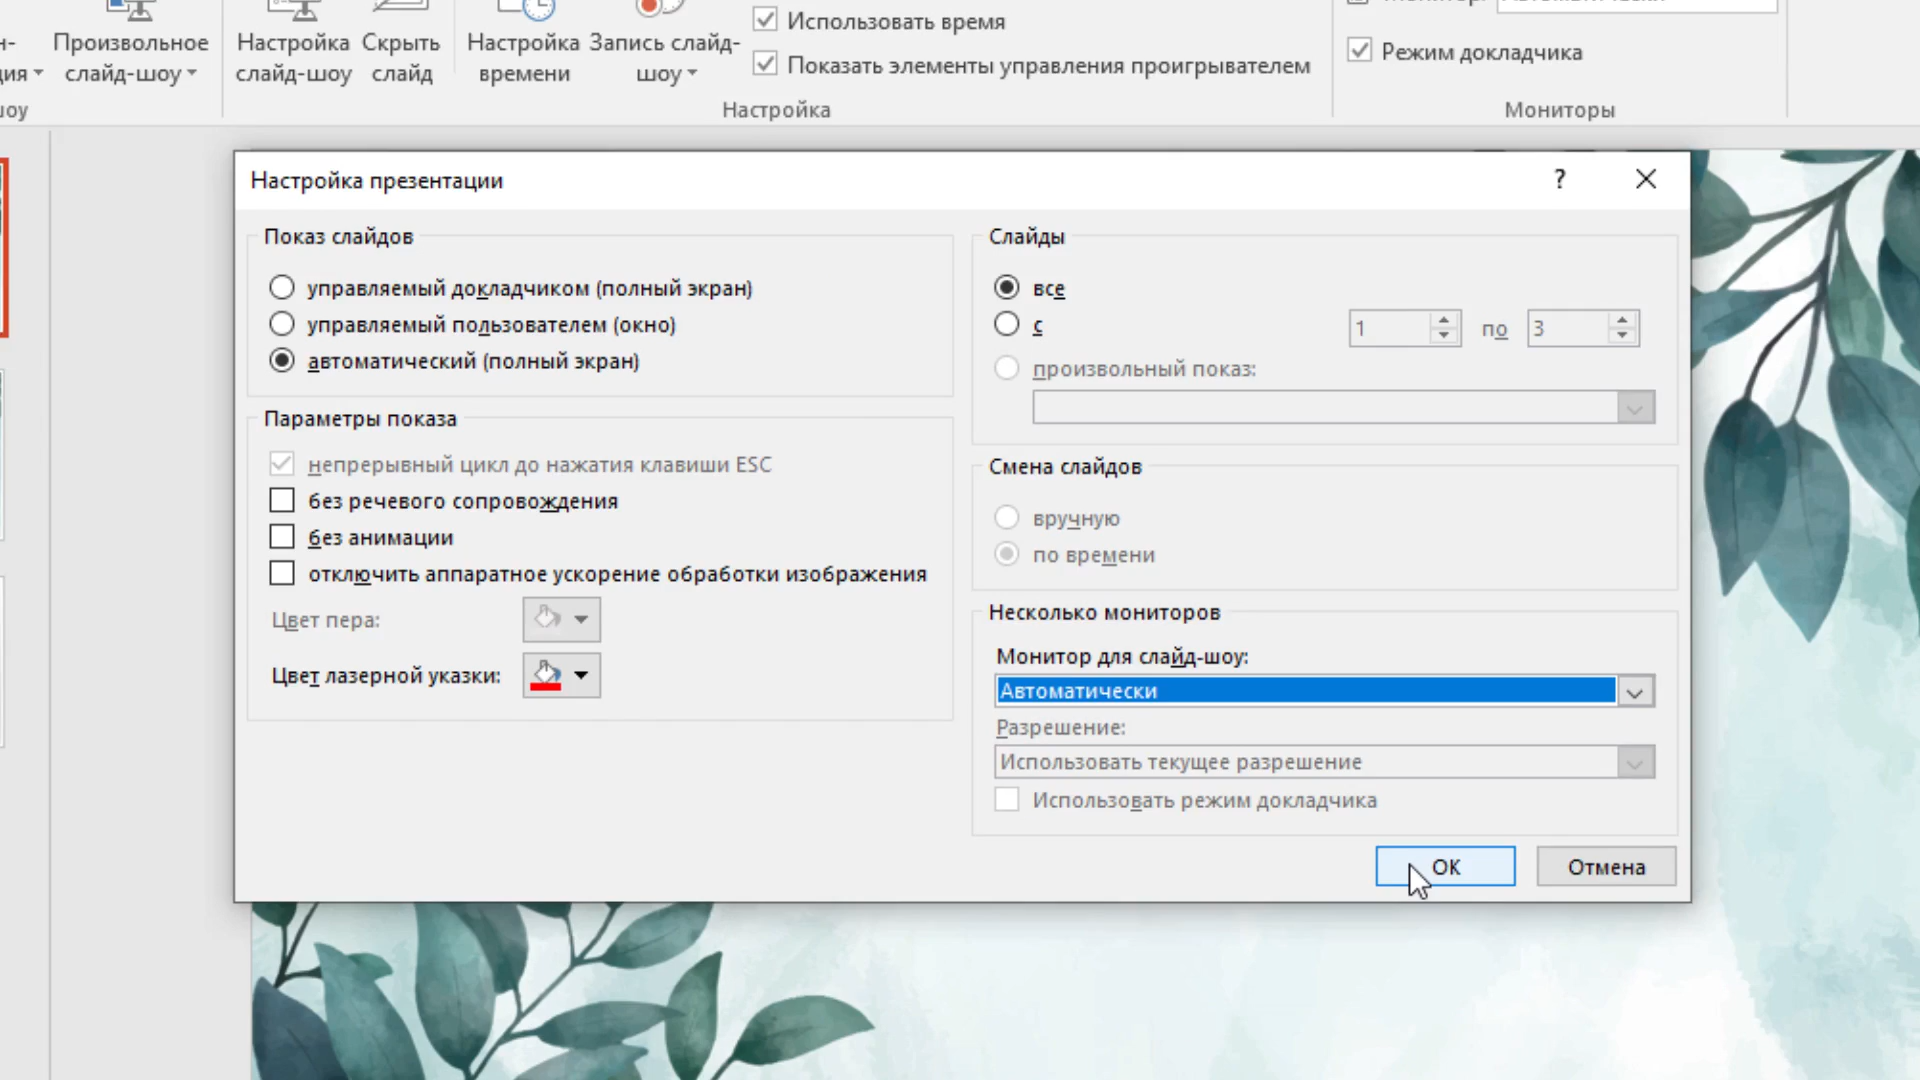 Произвольное
слайд-шоу
Настройка
слайд-шоу
Скрыть
слайд
Настройка
времени
Запись слайд-
шоу
Использовать время
Показать элементы управления проигрывателем
Режим докладчика
Настройка
Мониторы
Настройка презентации
?
Показ слайдов
управляемый докладчиком (полный экран)
управляемый пользователем (окно)
автоматический (полный экран)
Параметры показа
непрерывный цикл до нажатия клавиши ESC
без речевого сопровождения
без анимации
отключить аппаратное ускорение обработки изображения
Цвет пера:
Цвет лазерной указки:
Слайды
все
с 1 по 3
произвольный показ:
Смена слайдов
вручную
по времени
Несколько мониторов
Монитор для слайд-шоу:
Автоматически
Разрешение:
Использовать текущее разрешение
Использовать режим докладчика
ОК
Отмена